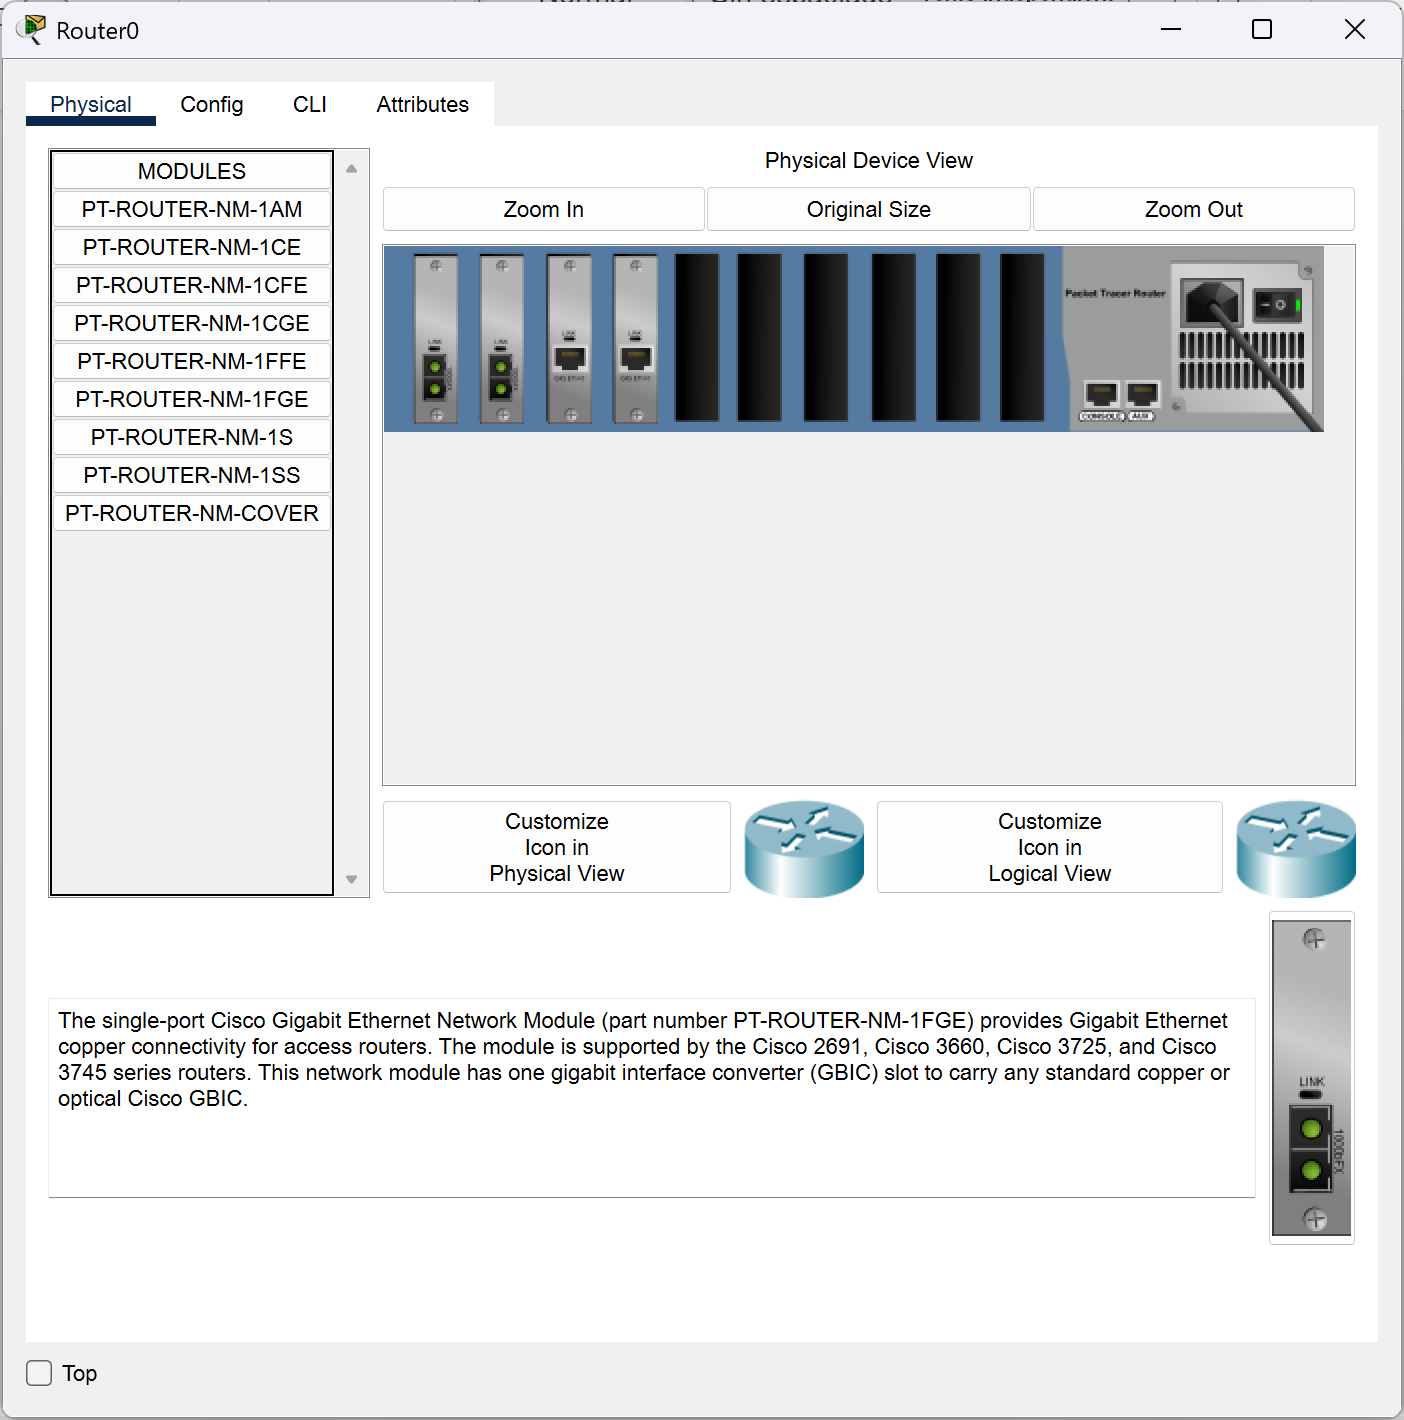 Router0
Physical
Config
CLI
Attributes
MODULES
PT-ROUTER-NM-1AM
PT-ROUTER-NM-1CE
PT-ROUTER-NM-1CFE
PT-ROUTER-NM-1CGE
PT-ROUTER-NM-1FFE
PT-ROUTER-NM-1FGE
PT-ROUTER-NM-1S
PT-ROUTER-NM-1SS
PT-ROUTER-NM-COVER
Physical Device View
Zoom In
Original Size
Zoom Out
LINK
LINK
LINK
LINK
Packet Tracer Router
CONSOLE
AUX
Customize
Icon in
Physical View
Customize
Icon in
Logical View
The single-port Cisco Gigabit Ethernet Network Module (part number PT-ROUTER-NM-1FGE) provides Gigabit Ethernet
copper connectivity for access routers. The module is supported by the Cisco 2691, Cisco 3660, Cisco 3725, and Cisco
3745 series routers. This network module has one gigabit interface converter (GBIC) slot to carry any standard copper or
optical Cisco GBIC.
LINK
Top